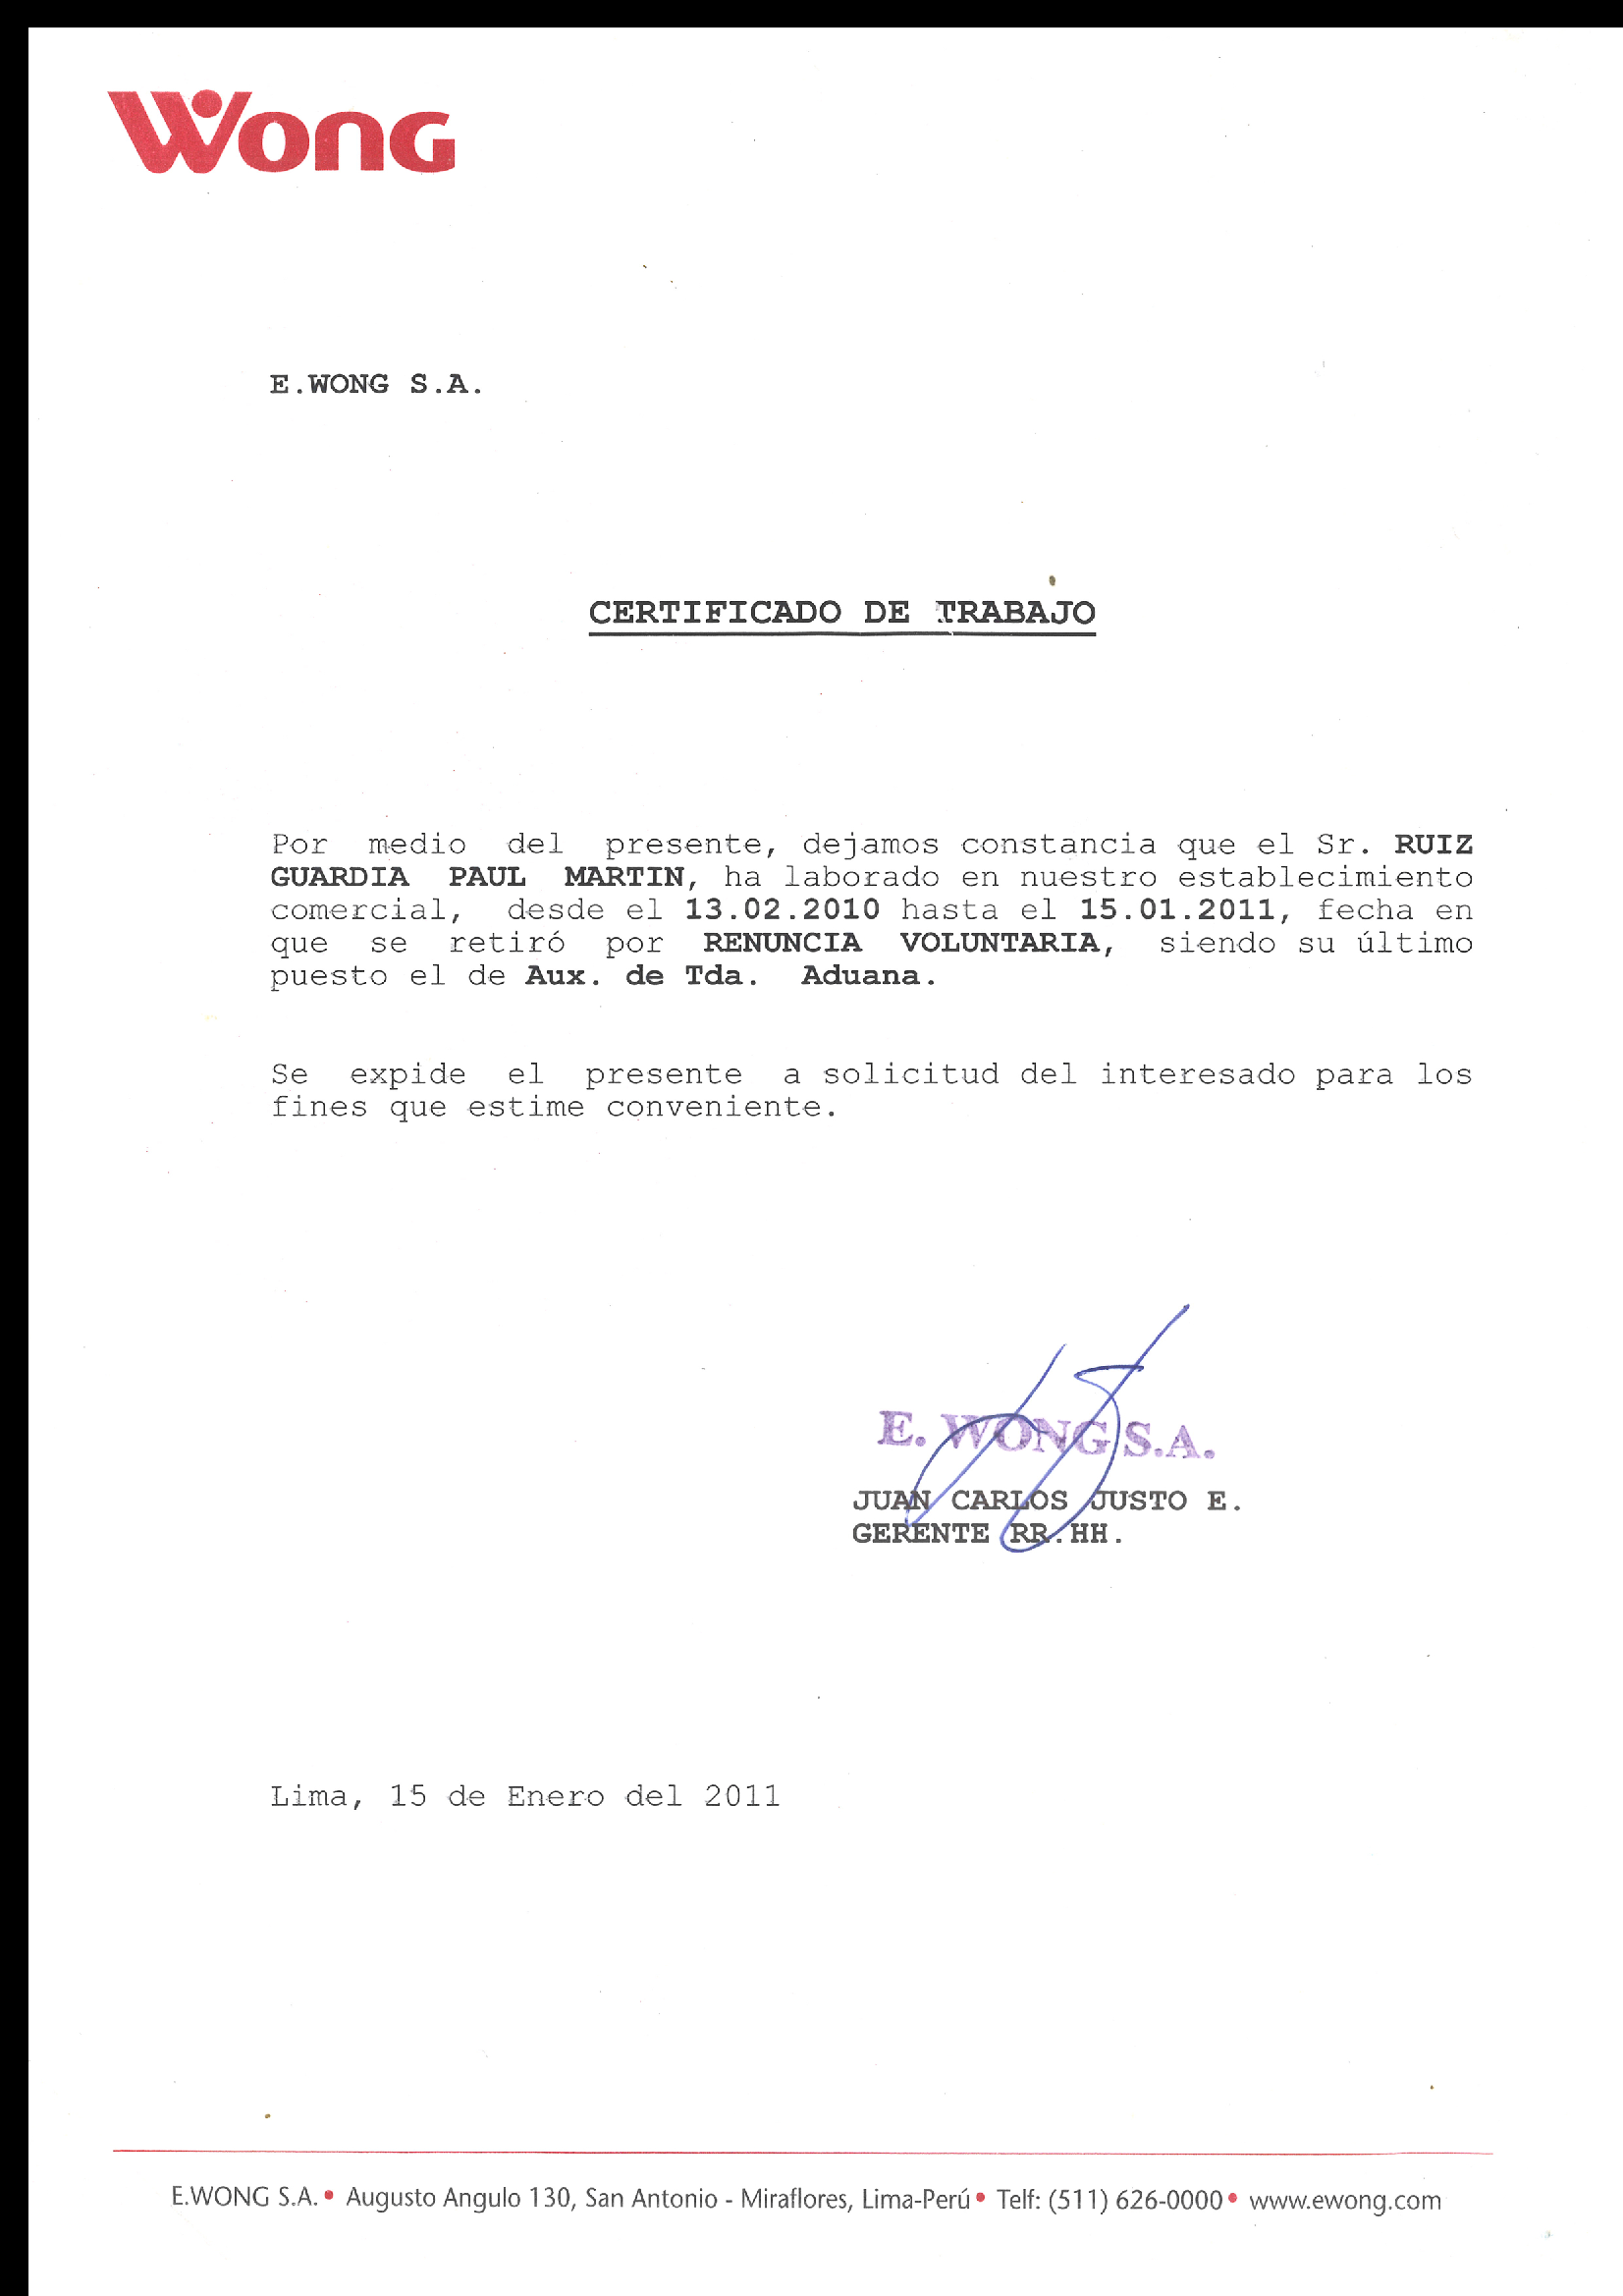 Wong
E.WONG S.A.
CERTIFICADO DE TRABAJO
Por medio del presente, dejamos constancia que el Sr. RUIZ
GUARDIA PAUL MARTIN, ha laborado en nuestro establecimiento
comercial, desde el 13.02.2010 hasta el 15.01.2011, fecha en
que se retiró por RENUNCIA VOLUNTARIA, siendo su último
puesto el de Aux. de Tda. Aduana.
Se expide el presente a solicitud del interesado para los
fines que estime conveniente.
E. WONG S.A.
JUAN CARLOS JUSTO E.
GERENTE RR.HH.
Lima, 15 de Enero del 2011
E.WONG S.A. • Augusto Angulo 130, San Antonio - Miraflores, Lima-Perú • Telf: (511) 626-0000 • www.ewong.com